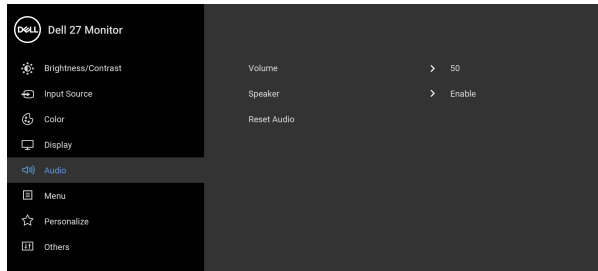 DELL Dell 27 Monitor
Brightness/Contrast
Volume 50
Input Source
Speaker Enable
Color
Reset Audio
Display
Audio
Menu
Personalize
Others